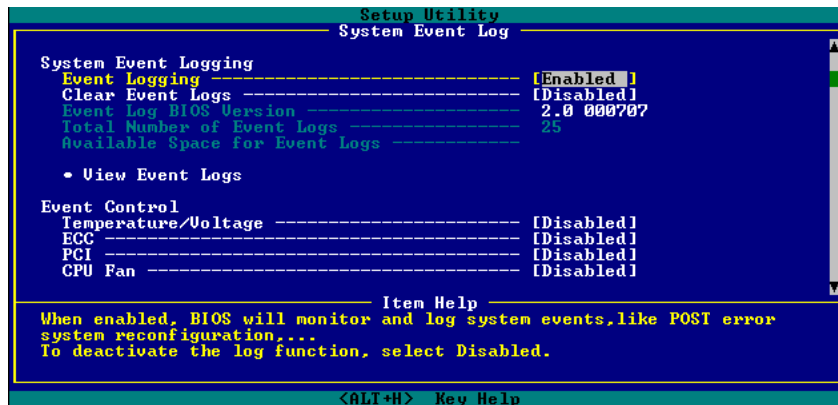 Setup Utility
System Event Log
System Event Logging
Event Logging ----------------------------- [Enabled ]
Clear Event Logs -------------------------- [Disabled]
Event Log BIOS Version -------------------- 2.0 000707
Total Number of Event Logs ---------------- 25
Available Space for Event Logs ------------
• View Event Logs
Event Control
Temperature/Voltage ----------------------- [Disabled]
ECC --------------------------------------- [Disabled]
PCI --------------------------------------- [Disabled]
CPU Fan ----------------------------------- [Disabled]
Item Help
When enabled, BIOS will monitor and log system events,like POST error
system reconfiguration,...
To deactivate the log function, select Disabled.
<ALT+H> Key Help